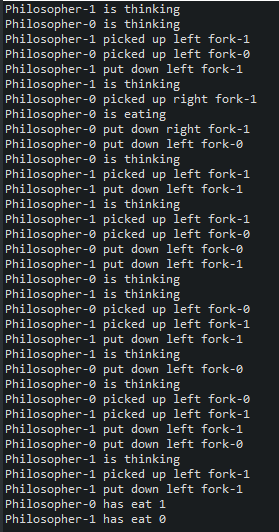 Philosopher-1 is thinking
Philosopher-0 is thinking
Philosopher-1 picked up left fork-1
Philosopher-0 picked up left fork-0
Philosopher-1 put down left fork-1
Philosopher-1 is thinking
Philosopher-0 picked up right fork-1
Philosopher-0 is eating
Philosopher-0 put down right fork-1
Philosopher-0 put down left fork-0
Philosopher-0 is thinking
Philosopher-1 picked up left fork-1
Philosopher-1 put down left fork-1
Philosopher-1 is thinking
Philosopher-1 picked up left fork-1
Philosopher-0 picked up left fork-0
Philosopher-0 put down left fork-0
Philosopher-1 put down left fork-1
Philosopher-0 is thinking
Philosopher-1 is thinking
Philosopher-0 picked up left fork-0
Philosopher-1 picked up left fork-1
Philosopher-1 put down left fork-1
Philosopher-1 is thinking
Philosopher-0 put down left fork-0
Philosopher-0 is thinking
Philosopher-0 picked up left fork-0
Philosopher-1 picked up left fork-1
Philosopher-1 put down left fork-1
Philosopher-0 put down left fork-0
Philosopher-1 is thinking
Philosopher-1 picked up left fork-1
Philosopher-1 put down left fork-1
Philosopher-0 has eat 1
Philosopher-1 has eat 0